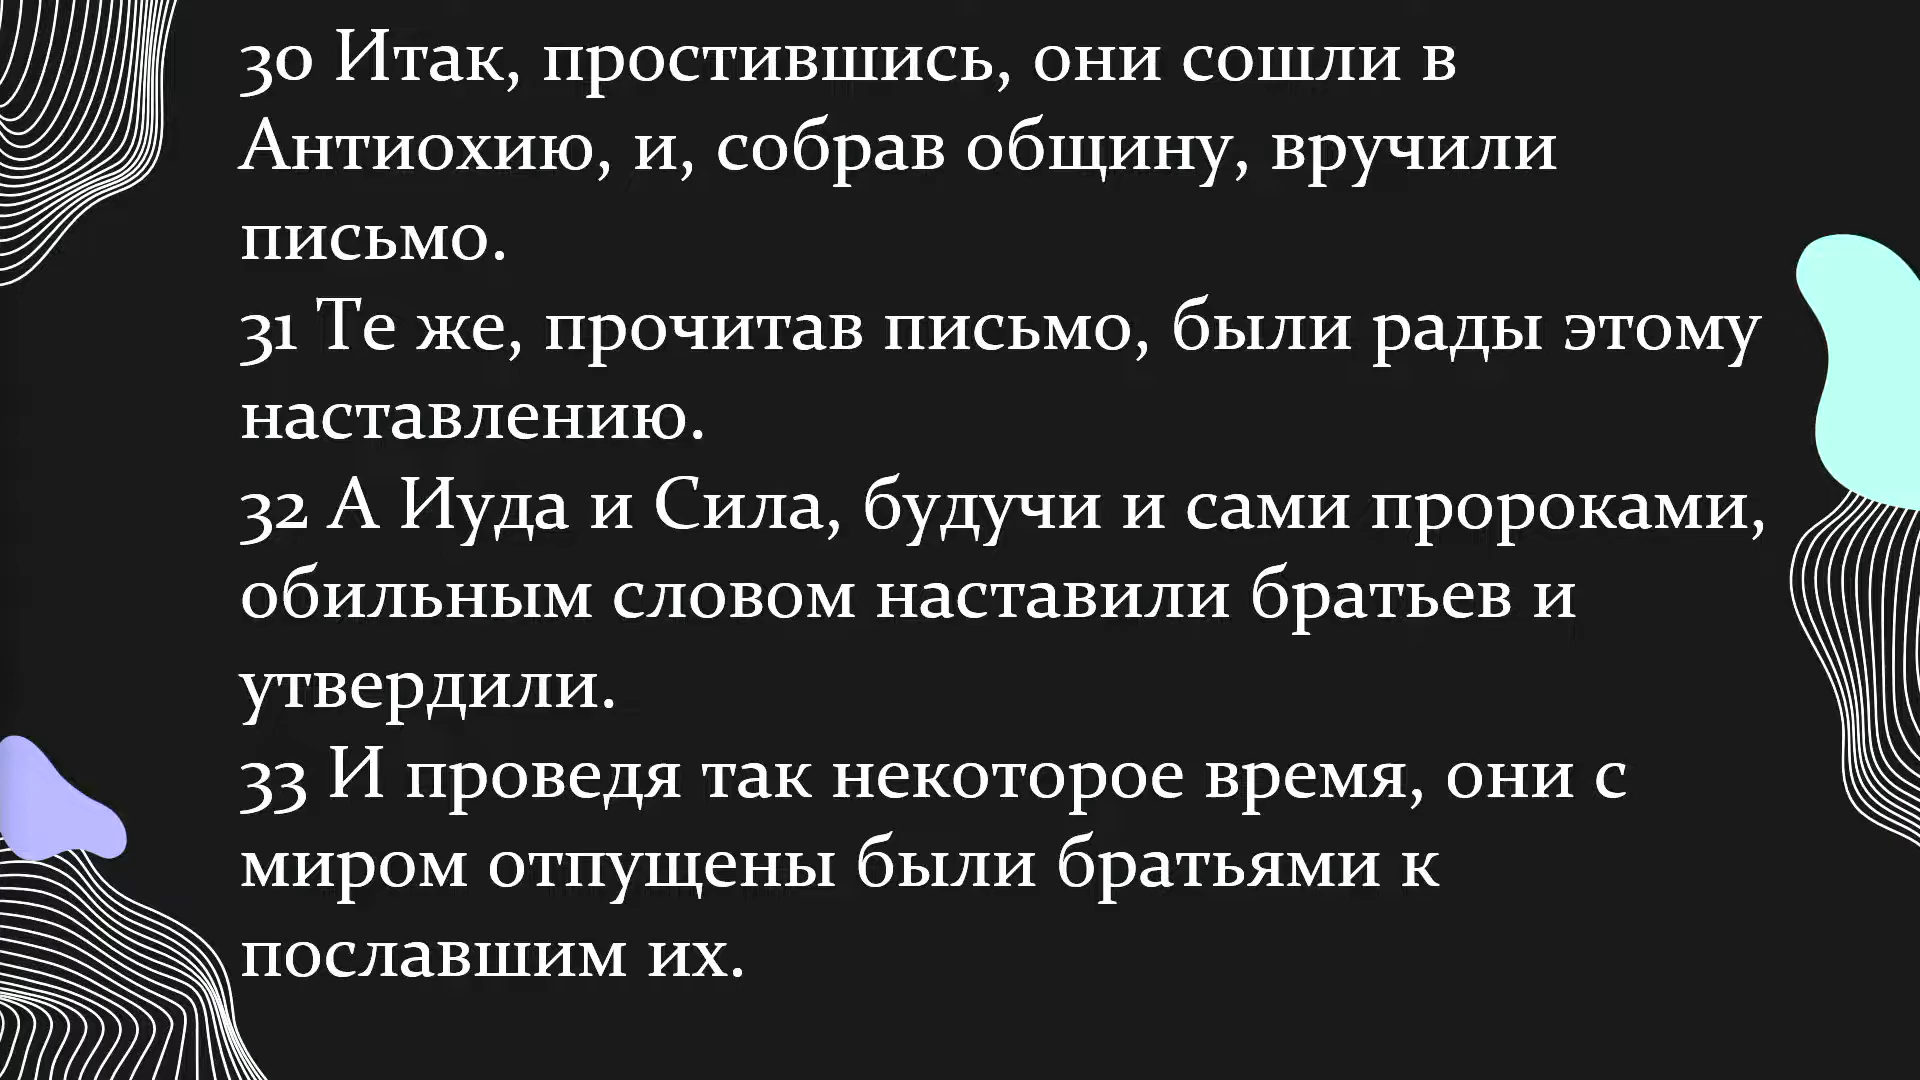 30 Итак, простившись, они сошли в
Антиохию, и, собрав общину, вручили
письмо.
31 Те же, прочитав письмо, были рады этому
наставлению.
32 А Иуда и Сила, будучи и сами пророками,
обильным словом наставили братьев и
утвердили.
33 И проведя так некоторое время, они с
миром отпущены были братьями к
пославшим их.